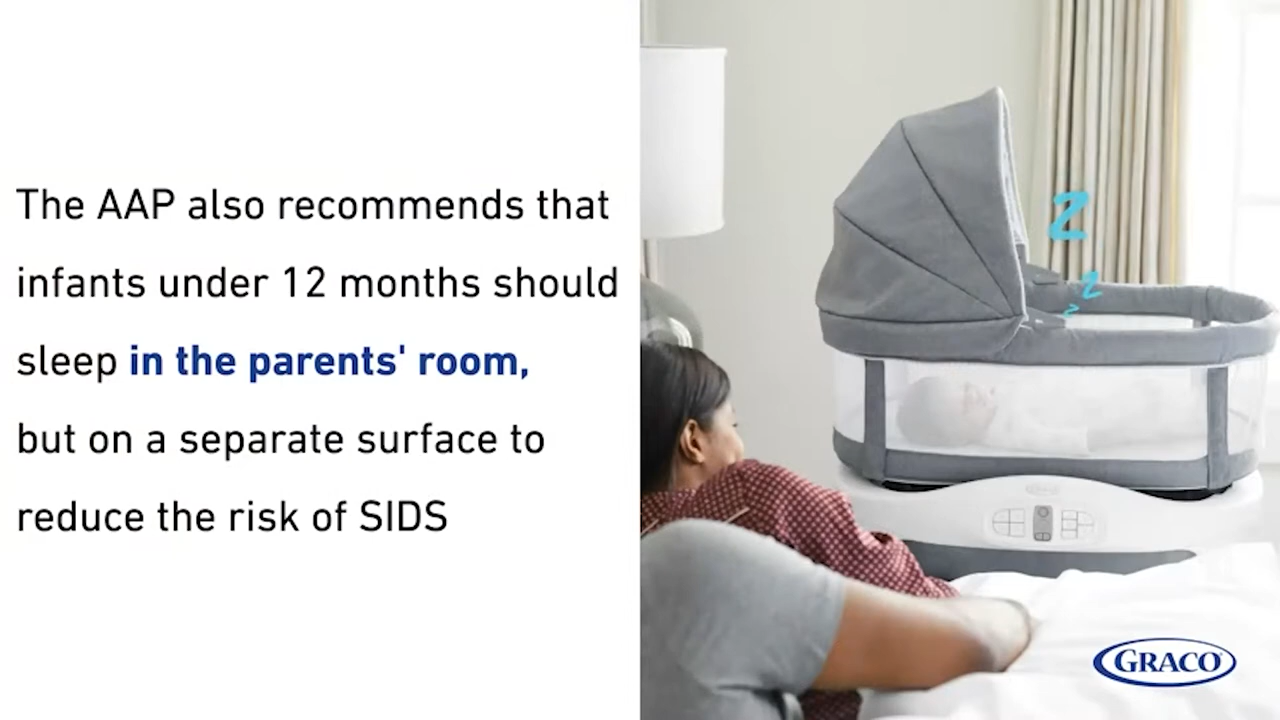 The AAP also recommends that
infants under 12 months should
sleep in the parents' room,
but on a separate surface to
reduce the risk of SIDS
Z
Z
Z
GRACO